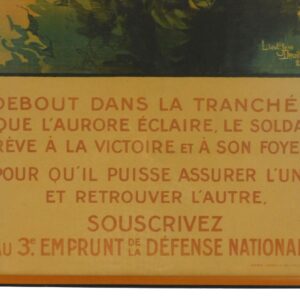 DEBOUT DANS LA TRANCHÉ
QUE L'AURORE ÉCLAIRE, LE SOLDA
RÊVE À LA VICTOIRE ET À SON FOYE
POUR QU'IL PUISSE ASSURER L'UN
ET RETROUVER L'AUTRE,
SOUSCRIVEZ
AU 3E EMPRUNT DE LA DÉFENSE NATIONAL